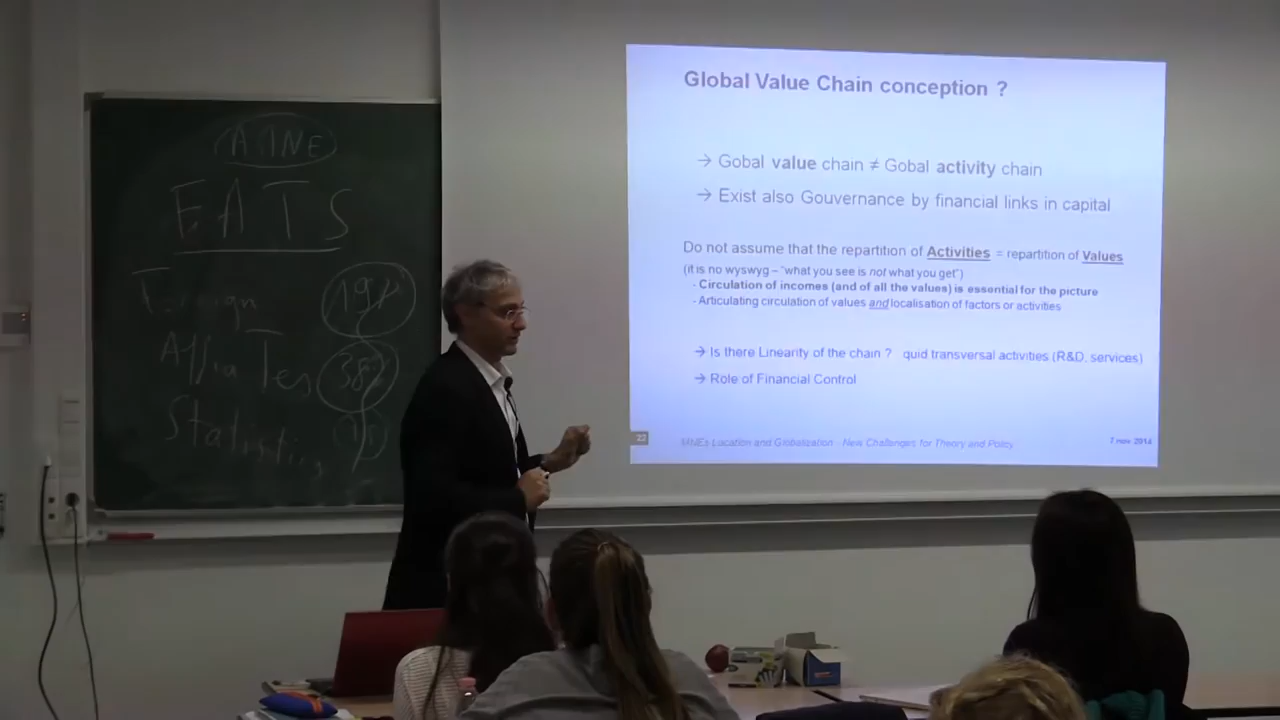 FATS
Foreign
Affiliates
Statistics
19%
38%
Global Value Chain conception ?
→ Gobal value chain ≠ Gobal activity chain
→ Exist also Gouvernance by financial links in capital
Do not assume that the repartition of Activities = repartition of Values
(it is no wyswyg – "what you see is not what you get")
- Circulation of incomes (and of all the values) is essential for the picture
- Articulating circulation of values and localisation of factors or activities
→ Is there Linearity of the chain ? quid transversal activities (R&D, services)
→ Role of Financial Control
22
MNEs Location and Globalization - New Challenges for Theory and Policy
7 nov 2014